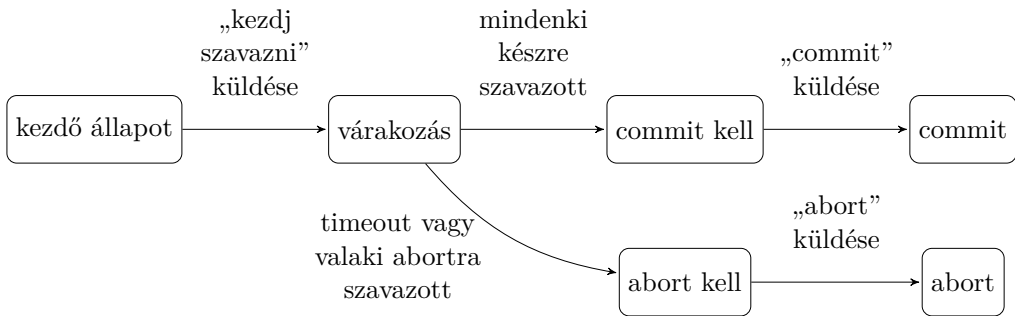 „kezdj
szavazni”
küldése
mindenki
készre
szavazott
„commit”
küldése
kezdő állapot
várakozás
commit kell
commit
timeout vagy
valaki abortra
szavazott
„abort”
küldése
abort kell
abort